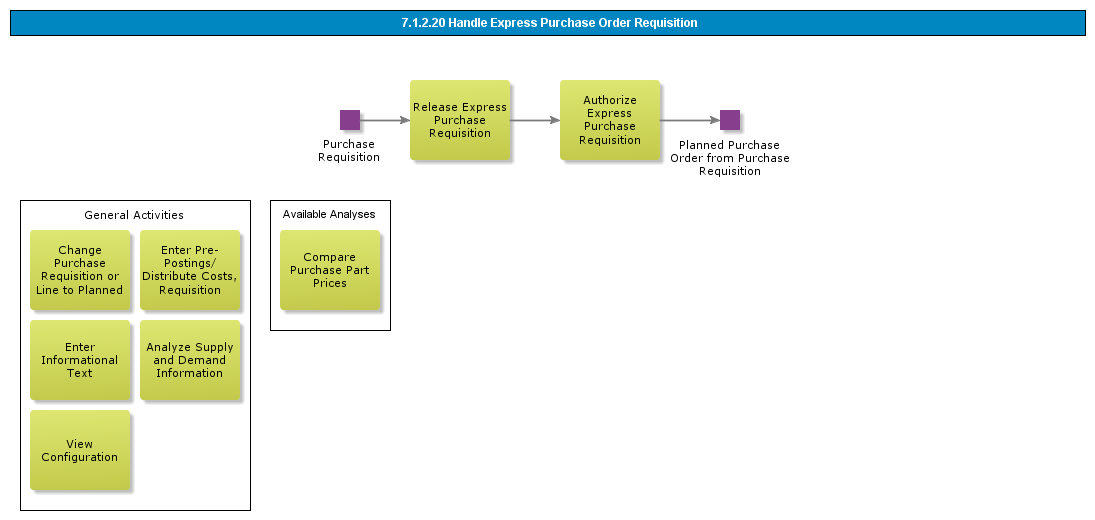 7.1.2.20 Handle Express Purchase Order Requisition
Purchase
Requisition
Release Express
Purchase
Requisition
Authorize
Express
Purchase
Requisition
Planned Purchase
Order from Purchase
Requisition
General Activities
Change
Purchase
Requisition or
Line to Planned
Enter Pre-
Postings/
Distribute Costs,
Requisition
Enter
Informational
Text
Analyze Supply
and Demand
Information
View
Configuration
Available Analyses
Compare
Purchase Part
Prices